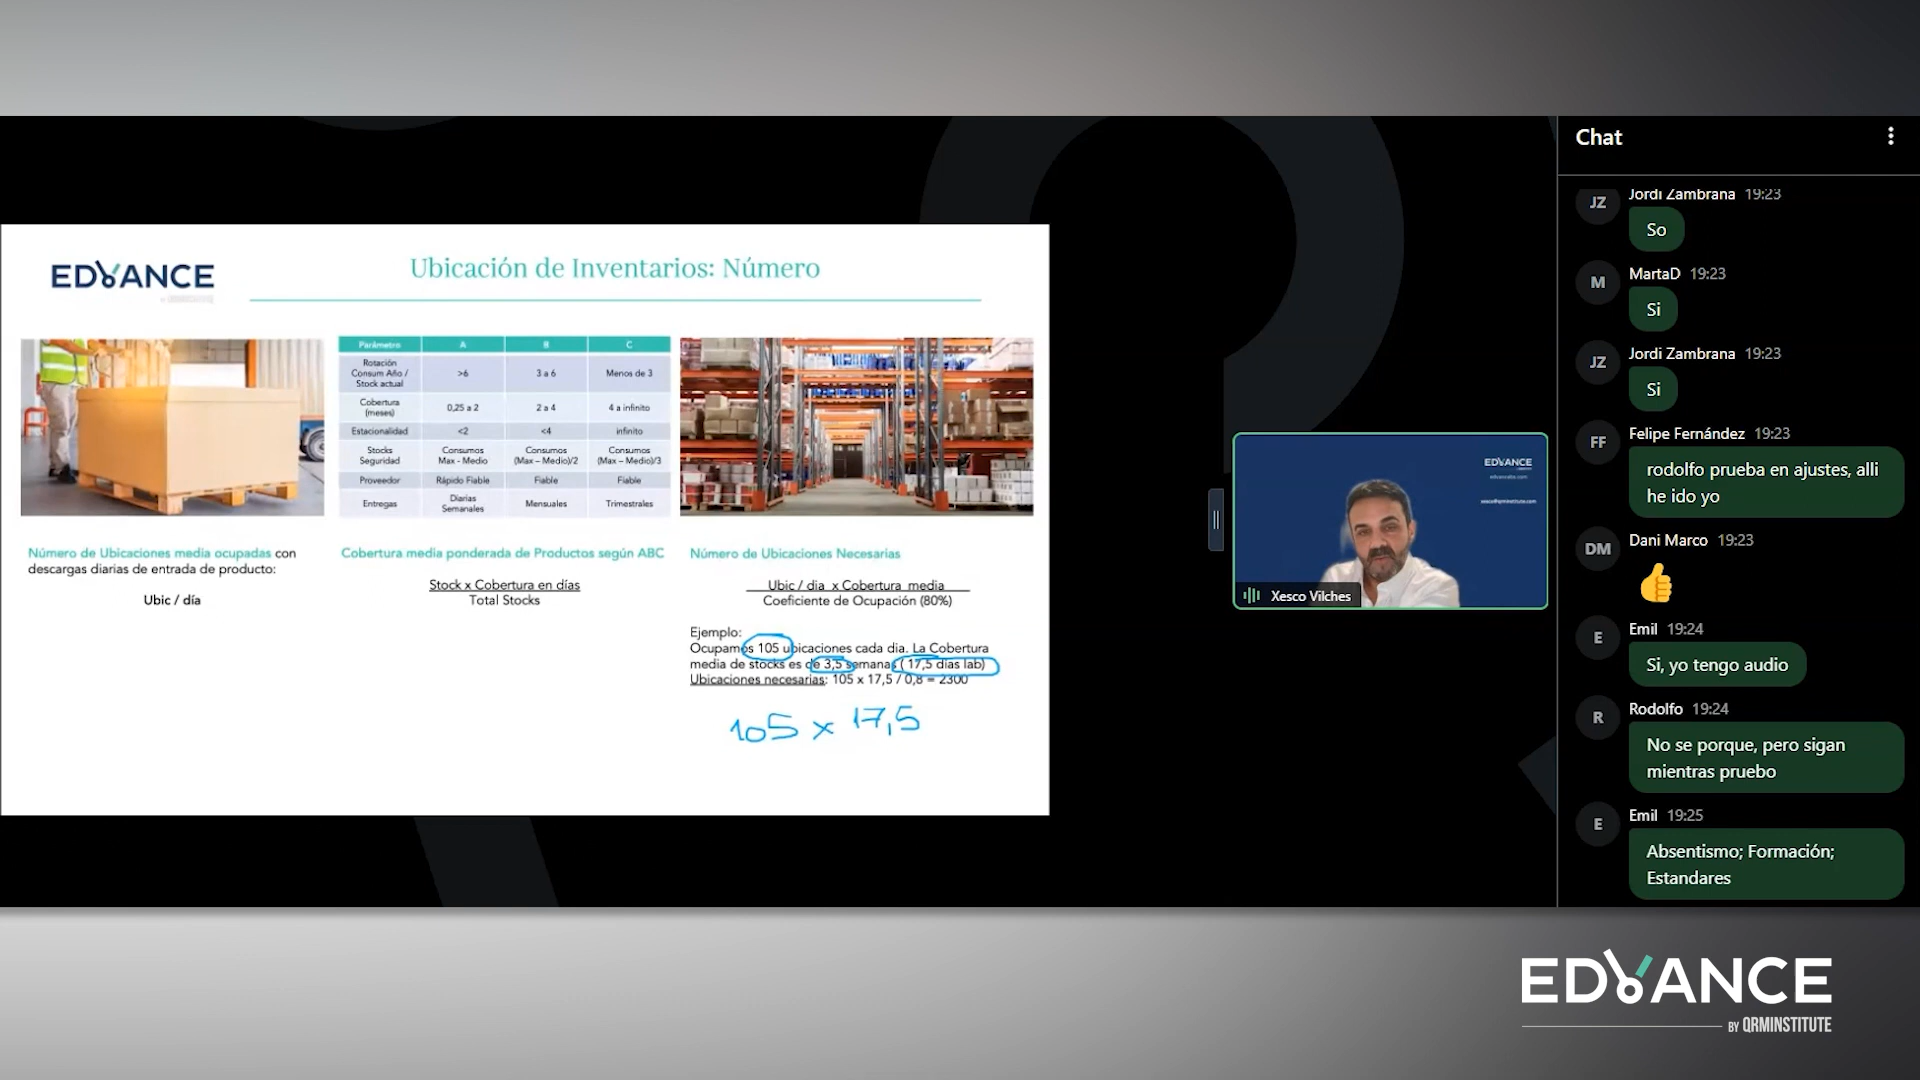 EDVANCE
Ubicación de Inventarios: Número
Parámetro A B C
Rotación Consum Año / Stock actual >6 3 a 6 Menos de 3
Cobertura (meses) 0,25 a 2 2 a 4 4 a infinito
Estacionalidad <2 <4 infinito
Stocks Seguridad Consumos Max - Medio Consumos (Max – Medio)/2 Consumos (Max – Medio)/3
Proveedor Rápido Fiable Fiable Fiable
Entregas Diarias Semanales Mensuales Trimestrales
Número de Ubicaciones media ocupadas con
descargas diarias de entrada de producto:
Ubic / día
Cobertura media ponderada de Productos según ABC
Stock x Cobertura en días
Total Stocks
Número de Ubicaciones Necesarias
Ubic / dia x Cobertura media
Coeficiente de Ocupación (80%)
Ejemplo:
Ocupamos 105 ubicaciones cada dia. La Cobertura
media de stocks es de 3,5 semanas ( 17,5 días lab)
Ubicaciones necesarias: 105 x 17,5 / 0,8 = 2300
105 x 17,5
EDVANCE
Xesco Vilches
Chat
JZ Jordi Zambrana 19:23
So
M MartaD 19:23
Si
JZ Jordi Zambrana 19:23
Si
FF Felipe Fernández 19:23
rodolfo prueba en ajustes, alli
he ido yo
DM Dani Marco 19:23
👍
E Emil 19:24
Si, yo tengo audio
R Rodolfo 19:24
No se porque, pero sigan
mientras pruebo
E Emil 19:25
Absentismo; Formación;
Estandares
EDVANCE
BY QRMINSTITUTE